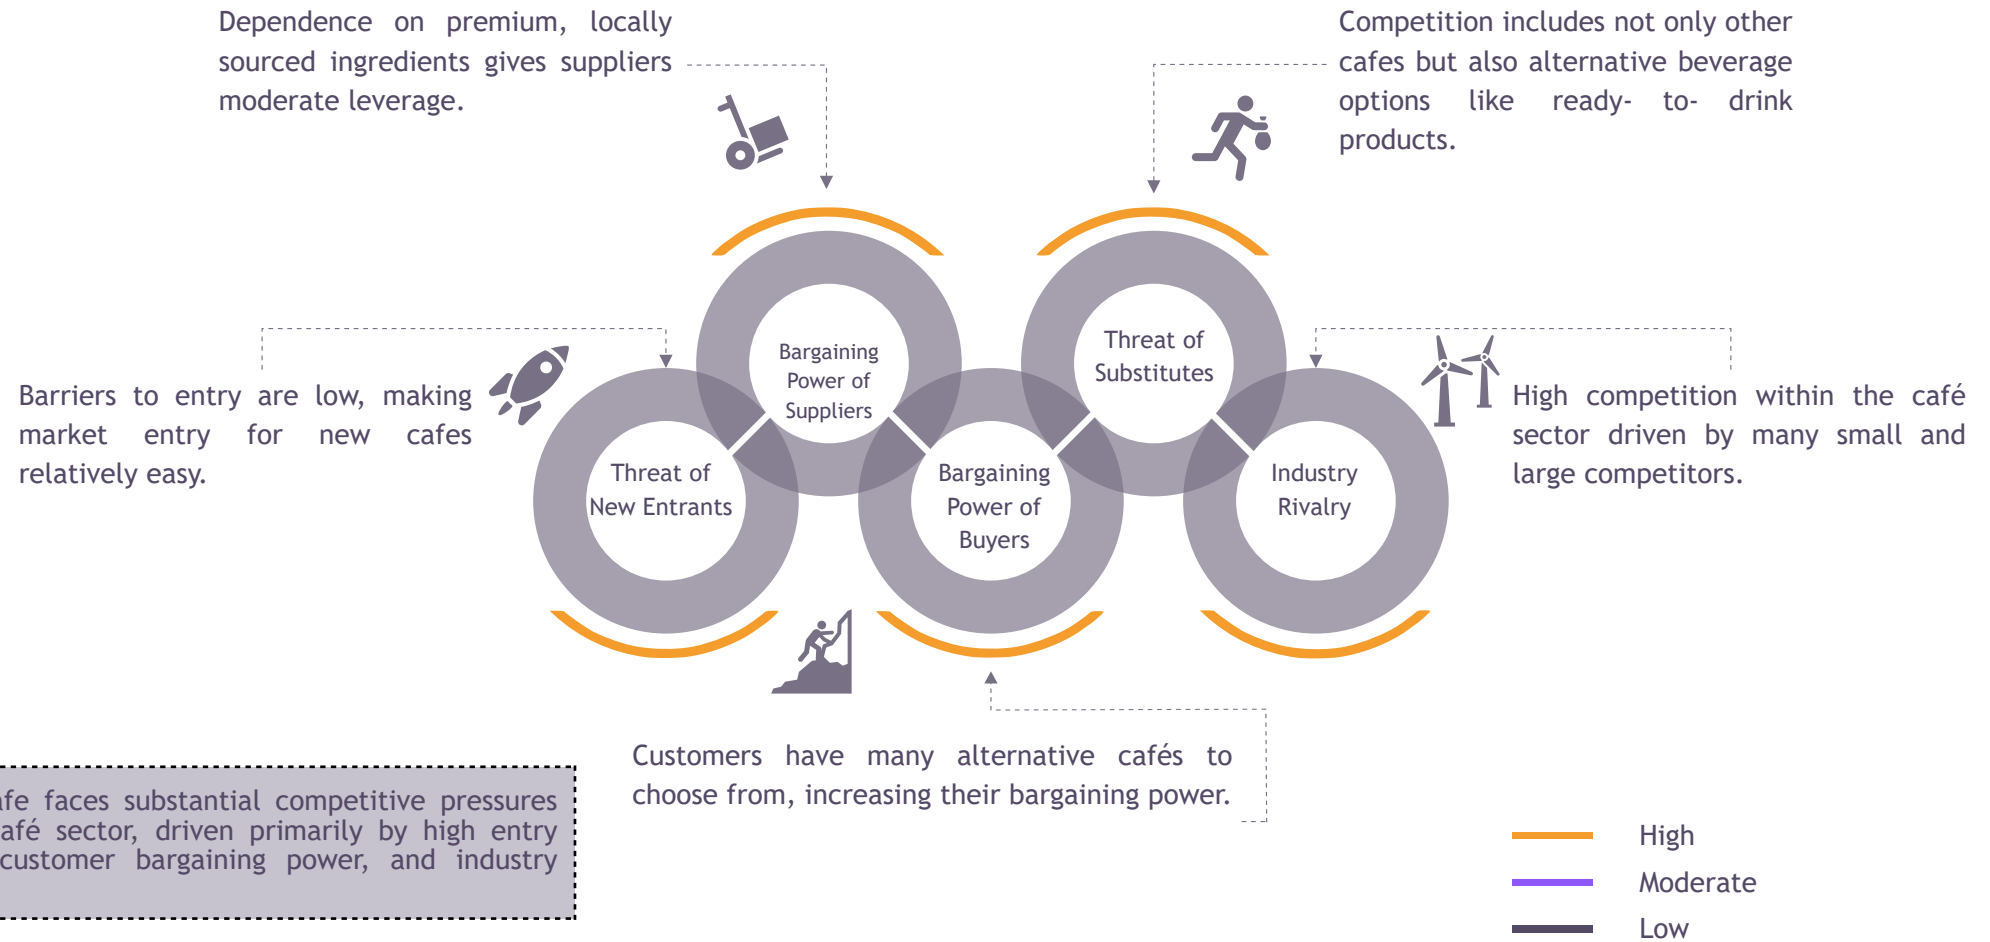 Dependence on premium, locally
sourced ingredients gives suppliers
moderate leverage.
Competition includes not only other
cafes but also alternative beverage
options like ready- to- drink
products.
Barriers to entry are low, making
market entry for new cafes
relatively easy.
Bargaining
Power of
Suppliers
Threat of
Substitutes
High competition within the café
sector driven by many small and
large competitors.
Threat of
New Entrants
Bargaining
Power of
Buyers
Industry
Rivalry
Customers have many alternative cafés to
choose from, increasing their bargaining power.
faces substantial competitive pressures
sector, driven primarily by high entry
customer bargaining power, and industry
High
Moderate
Low